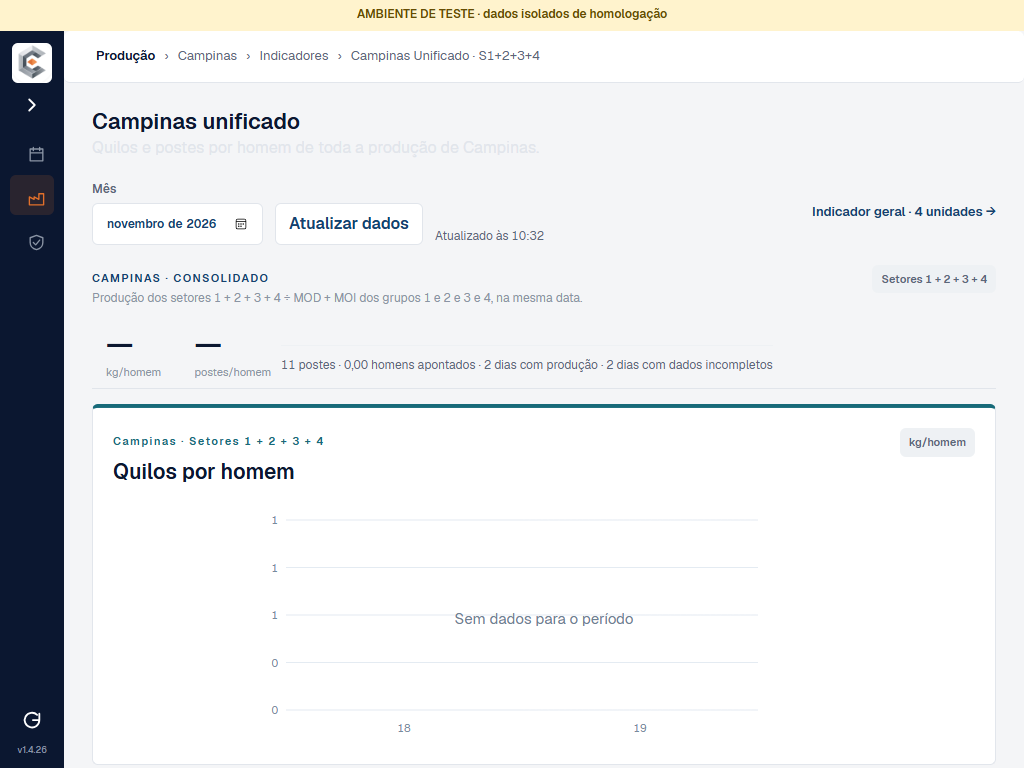 AMBIENTE DE TESTE · dados isolados de homologação
Produção › Campinas › Indicadores › Campinas Unificado · S1+2+3+4
Campinas unificado
Quilos e postes por homem de toda a produção de Campinas.
Mês
novembro de 2026
Atualizar dados
Atualizado às 10:32
Indicador geral · 4 unidades →
CAMPINAS · CONSOLIDADO
Setores 1 + 2 + 3 + 4
Produção dos setores 1 + 2 + 3 + 4 ÷ MOD + MOI dos grupos 1 e 2 e 3 e 4, na mesma data.
— —
kg/homem postes/homem 11 postes · 0,00 homens apontados · 2 dias com produção · 2 dias com dados incompletos
Campinas · Setores 1 + 2 + 3 + 4
kg/homem
Quilos por homem
1
1
1
Sem dados para o período
0
0
18 19
v1.4.26